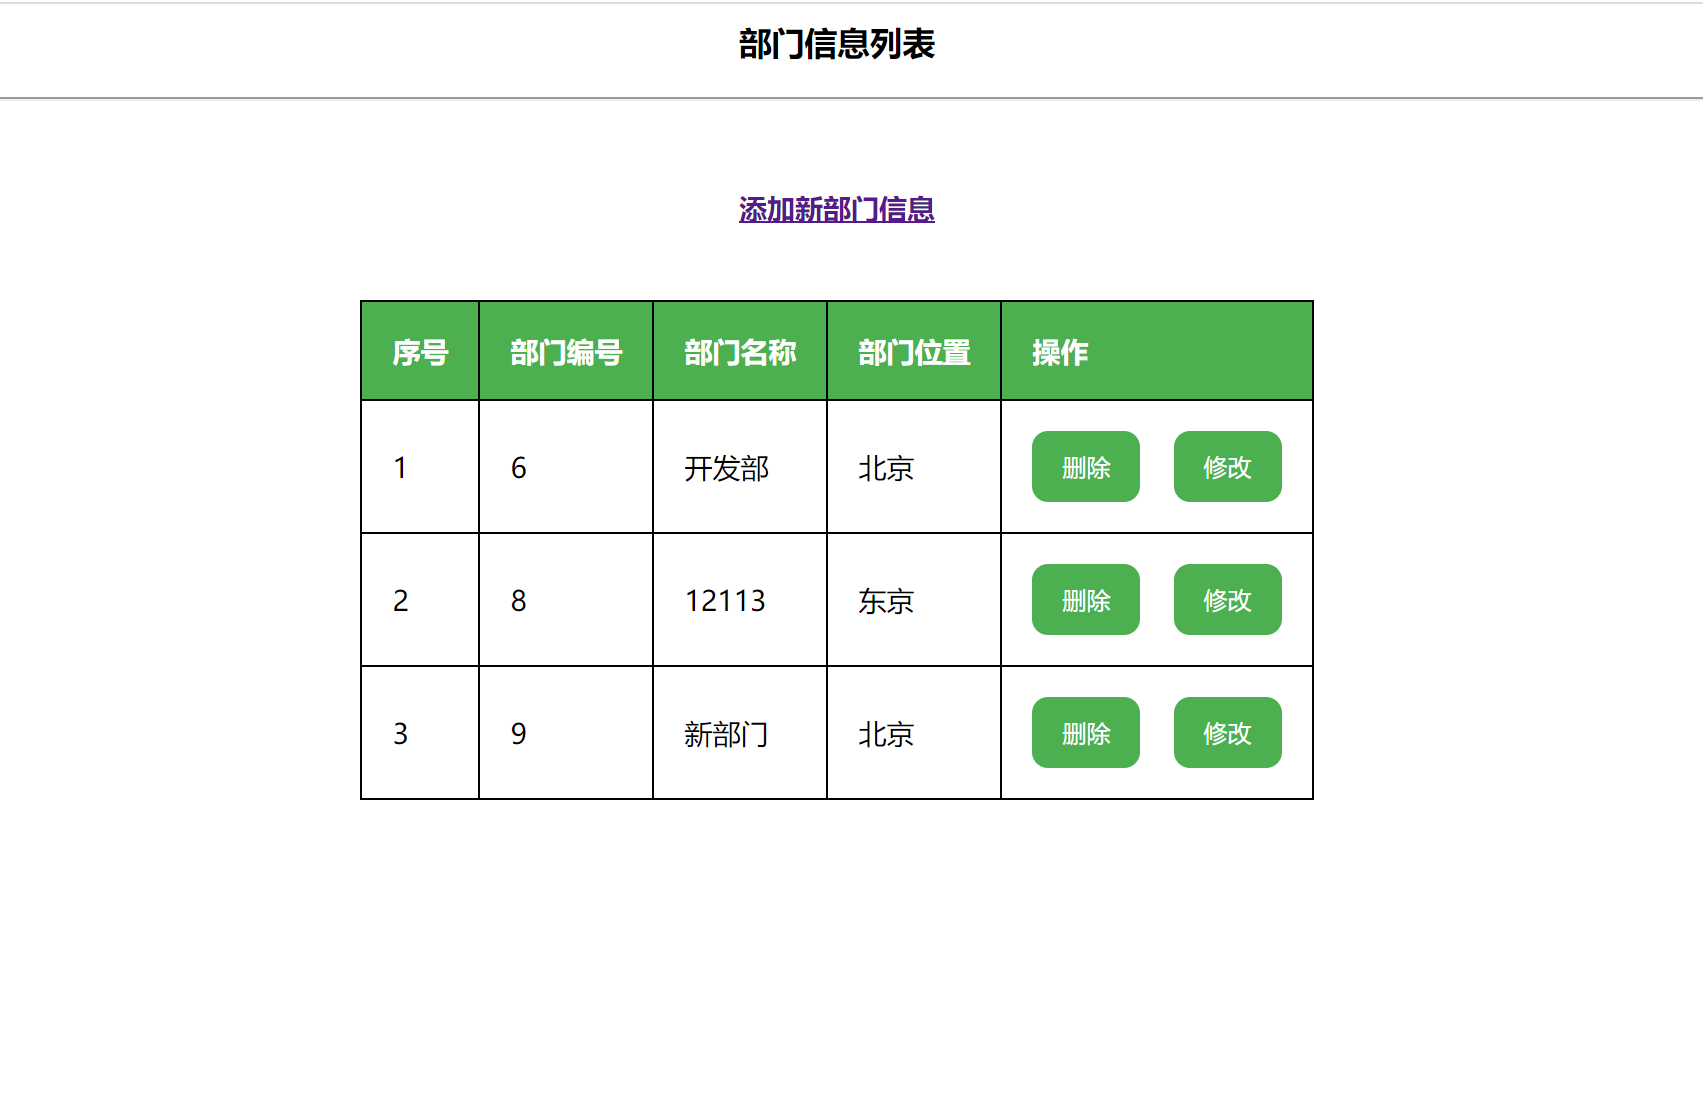 部门信息列表
添加新部门信息
序号 部门编号 部门名称 部门位置 操作
1 6 开发部 北京 删除 修改
2 8 12113 东京 删除 修改
3 9 新部门 北京 删除 修改